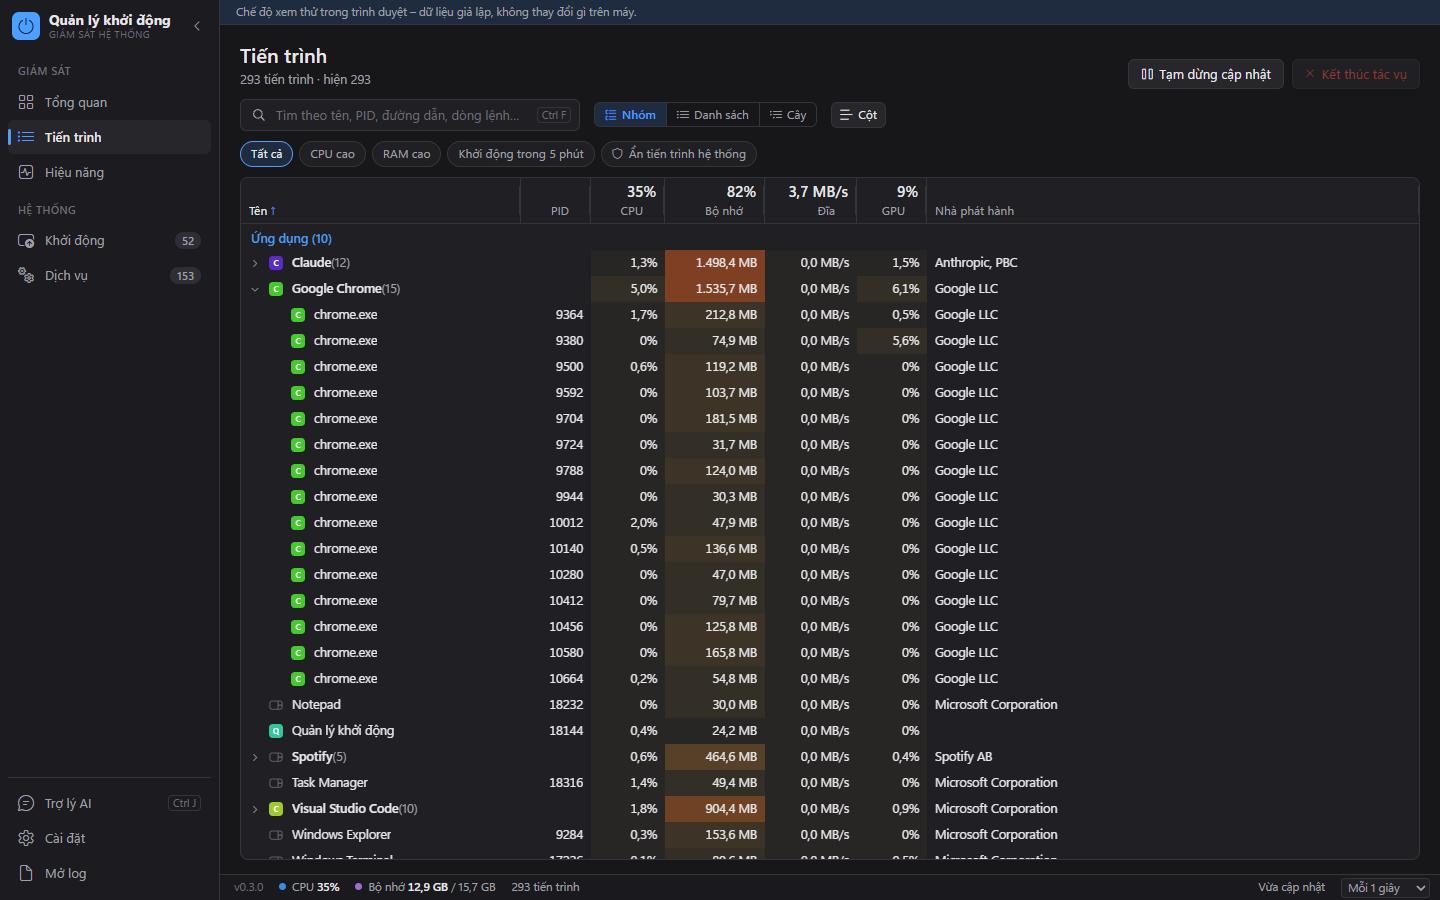 Quản lý khởi động
GIÁM SÁT HỆ THỐNG
GIÁM SÁT
Tổng quan
Tiến trình
Hiệu năng
HỆ THỐNG
Khởi động 52
Dịch vụ 153
Trợ lý AI Ctrl J
Cài đặt
Mở log
Chế độ xem thử trong trình duyệt – dữ liệu giả lập, không thay đổi gì trên máy.
Tiến trình
293 tiến trình · hiện 293
Tạm dừng cập nhật
Kết thúc tác vụ
Tìm theo tên, PID, đường dẫn, dòng lệnh... Ctrl F
Nhóm Danh sách Cây Cột
Tất cả CPU cao RAM cao Khởi động trong 5 phút Ẩn tiến trình hệ thống
35% 82% 3,7 MB/s 9%
Tên ↑ PID CPU Bộ nhớ Đĩa GPU Nhà phát hành
Ứng dụng (10)
C Claude(12) 1,3% 1.498,4 MB 0,0 MB/s 1,5% Anthropic, PBC
C Google Chrome(15) 5,0% 1.535,7 MB 0,0 MB/s 6,1% Google LLC
C chrome.exe 9364 1,7% 212,8 MB 0,0 MB/s 0,5% Google LLC
C chrome.exe 9380 0% 74,9 MB 0,0 MB/s 5,6% Google LLC
C chrome.exe 9500 0,6% 119,2 MB 0,0 MB/s 0% Google LLC
C chrome.exe 9592 0% 103,7 MB 0,0 MB/s 0% Google LLC
C chrome.exe 9704 0% 181,5 MB 0,0 MB/s 0% Google LLC
C chrome.exe 9724 0% 31,7 MB 0,0 MB/s 0% Google LLC
C chrome.exe 9788 0% 124,0 MB 0,0 MB/s 0% Google LLC
C chrome.exe 9944 0% 30,3 MB 0,0 MB/s 0% Google LLC
C chrome.exe 10012 2,0% 47,9 MB 0,0 MB/s 0% Google LLC
C chrome.exe 10140 0,5% 136,6 MB 0,0 MB/s 0% Google LLC
C chrome.exe 10280 0% 47,0 MB 0,0 MB/s 0% Google LLC
C chrome.exe 10412 0% 79,7 MB 0,0 MB/s 0% Google LLC
C chrome.exe 10456 0% 125,8 MB 0,0 MB/s 0% Google LLC
C chrome.exe 10580 0% 165,8 MB 0,0 MB/s 0% Google LLC
C chrome.exe 10664 0,2% 54,8 MB 0,0 MB/s 0% Google LLC
Notepad 18232 0% 30,0 MB 0,0 MB/s 0% Microsoft Corporation
Q Quản lý khởi động 18144 0,4% 24,2 MB 0,0 MB/s 0%
Spotify(5) 0,6% 464,6 MB 0,0 MB/s 0,4% Spotify AB
Task Manager 18316 1,4% 49,4 MB 0,0 MB/s 0% Microsoft Corporation
C Visual Studio Code(10) 1,8% 904,4 MB 0,0 MB/s 0,9% Microsoft Corporation
Windows Explorer 9284 0,3% 153,6 MB 0,0 MB/s 0% Microsoft Corporation
Windows Terminal
v0.3.0 CPU 35% Bộ nhớ 12,9 GB / 15,7 GB 293 tiến trình Vừa cập nhật Mỗi 1 giây